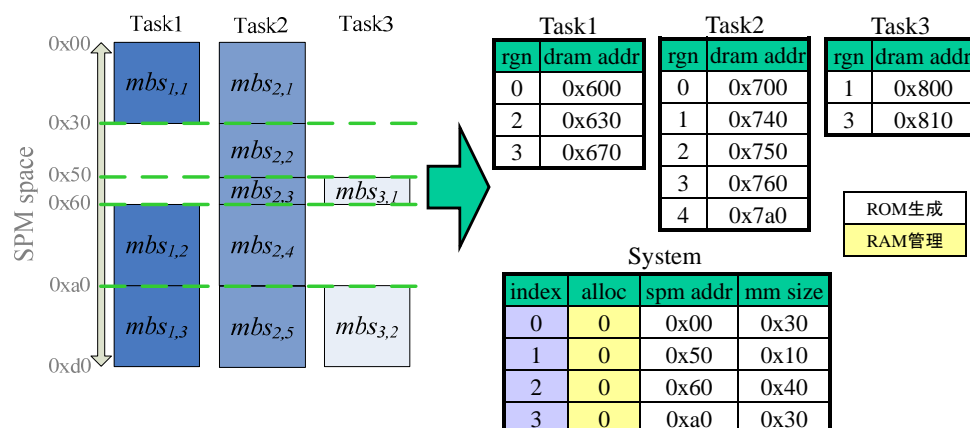 Task1 Task2 Task3
0x00
0x30
0x50
0x60
0xa0
0xd0
SPM space
mbs1,1
mbs1,2
mbs1,3
mbs2,1
mbs2,2
mbs2,3
mbs2,4
mbs2,5
mbs3,1
mbs3,2
Task1
rgn dram addr
0 0x600
2 0x630
3 0x670
Task2
rgn dram addr
0 0x700
1 0x740
2 0x750
3 0x760
4 0x7a0
Task3
rgn dram addr
1 0x800
3 0x810
ROM生成
RAM管理
System
index alloc spm addr mm size
0 0 0x00 0x30
1 0 0x50 0x10
2 0 0x60 0x40
3 0 0xa0 0x30